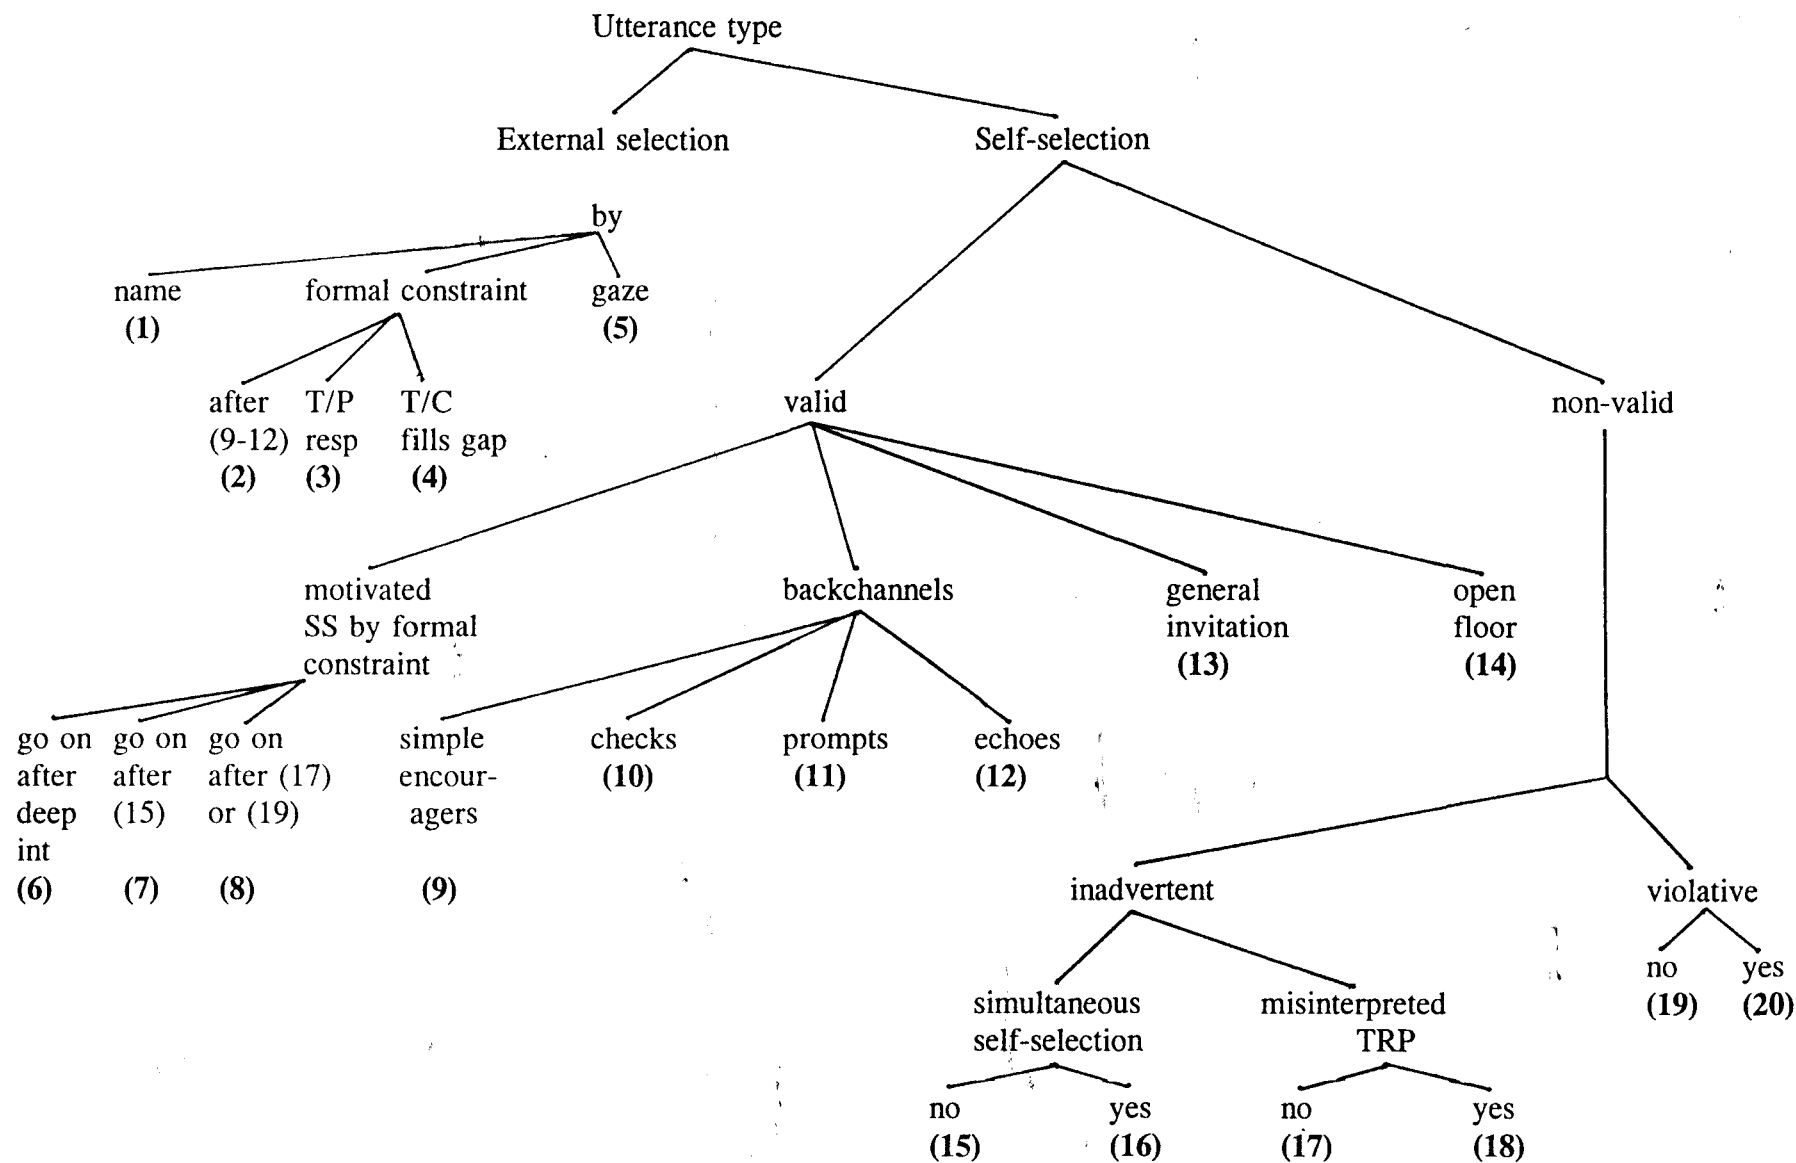 Utterance type
External selection
Self-selection
by
name
(1)
formal constraint
gaze
(5)
after
(9-12)
(2)
T/P
resp
(3)
T/C
fills gap
(4)
valid
non-valid
motivated
SS by formal
constraint
backchannels
general
invitation
(13)
open
floor
(14)
go on
after
deep
int
(6)
go on
after
(15)
(7)
go on
after (17)
or (19)
(8)
simple
encour-
agers
(9)
checks
(10)
prompts
(11)
echoes
(12)
inadvertent
violative
no
(19)
yes
(20)
simultaneous
self-selection
misinterpreted
TRP
no
(15)
yes
(16)
no
(17)
yes
(18)